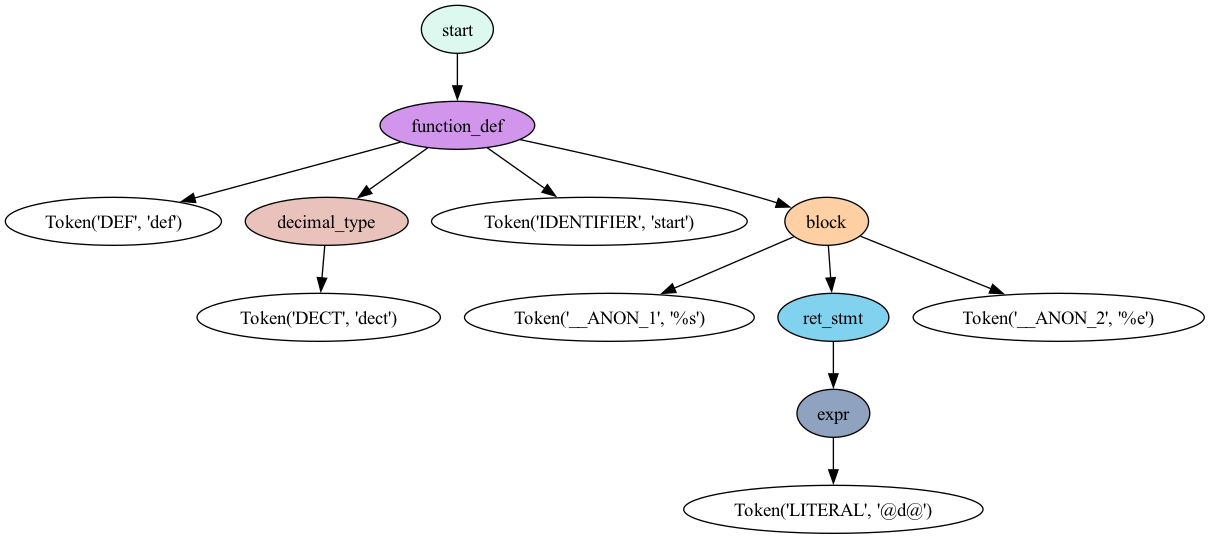 start
function_def
Token('DEF', 'def')
decimal_type
Token('IDENTIFIER', 'start')
block
Token('DECT', 'dect')
Token('__ANON_1', '%s')
ret_stmt
Token('__ANON_2', '%e')
expr
Token('LITERAL', '@d@')